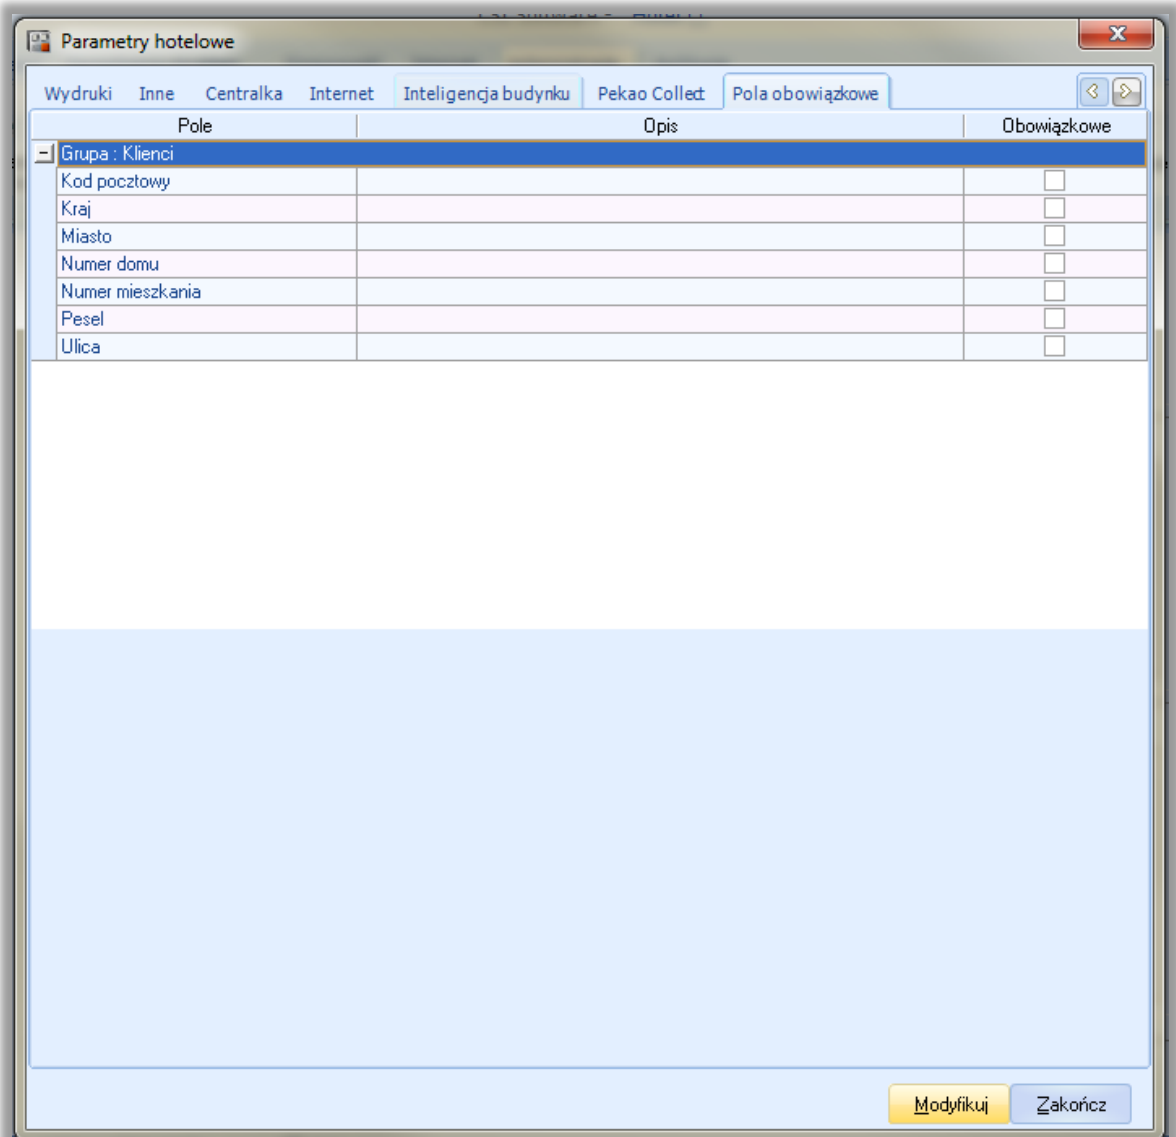 Parametry hotelowe
Wydruki Inne Centralka Internet Inteligencja budynku Pekao Collect Pola obowiązkowe
Pole Opis Obowiązkowe
Grupa : Klienci
Kod pocztowy
Kraj
Miasto
Numer domu
Numer mieszkania
Pesel
Ulica
Modyfikuj Zakończ